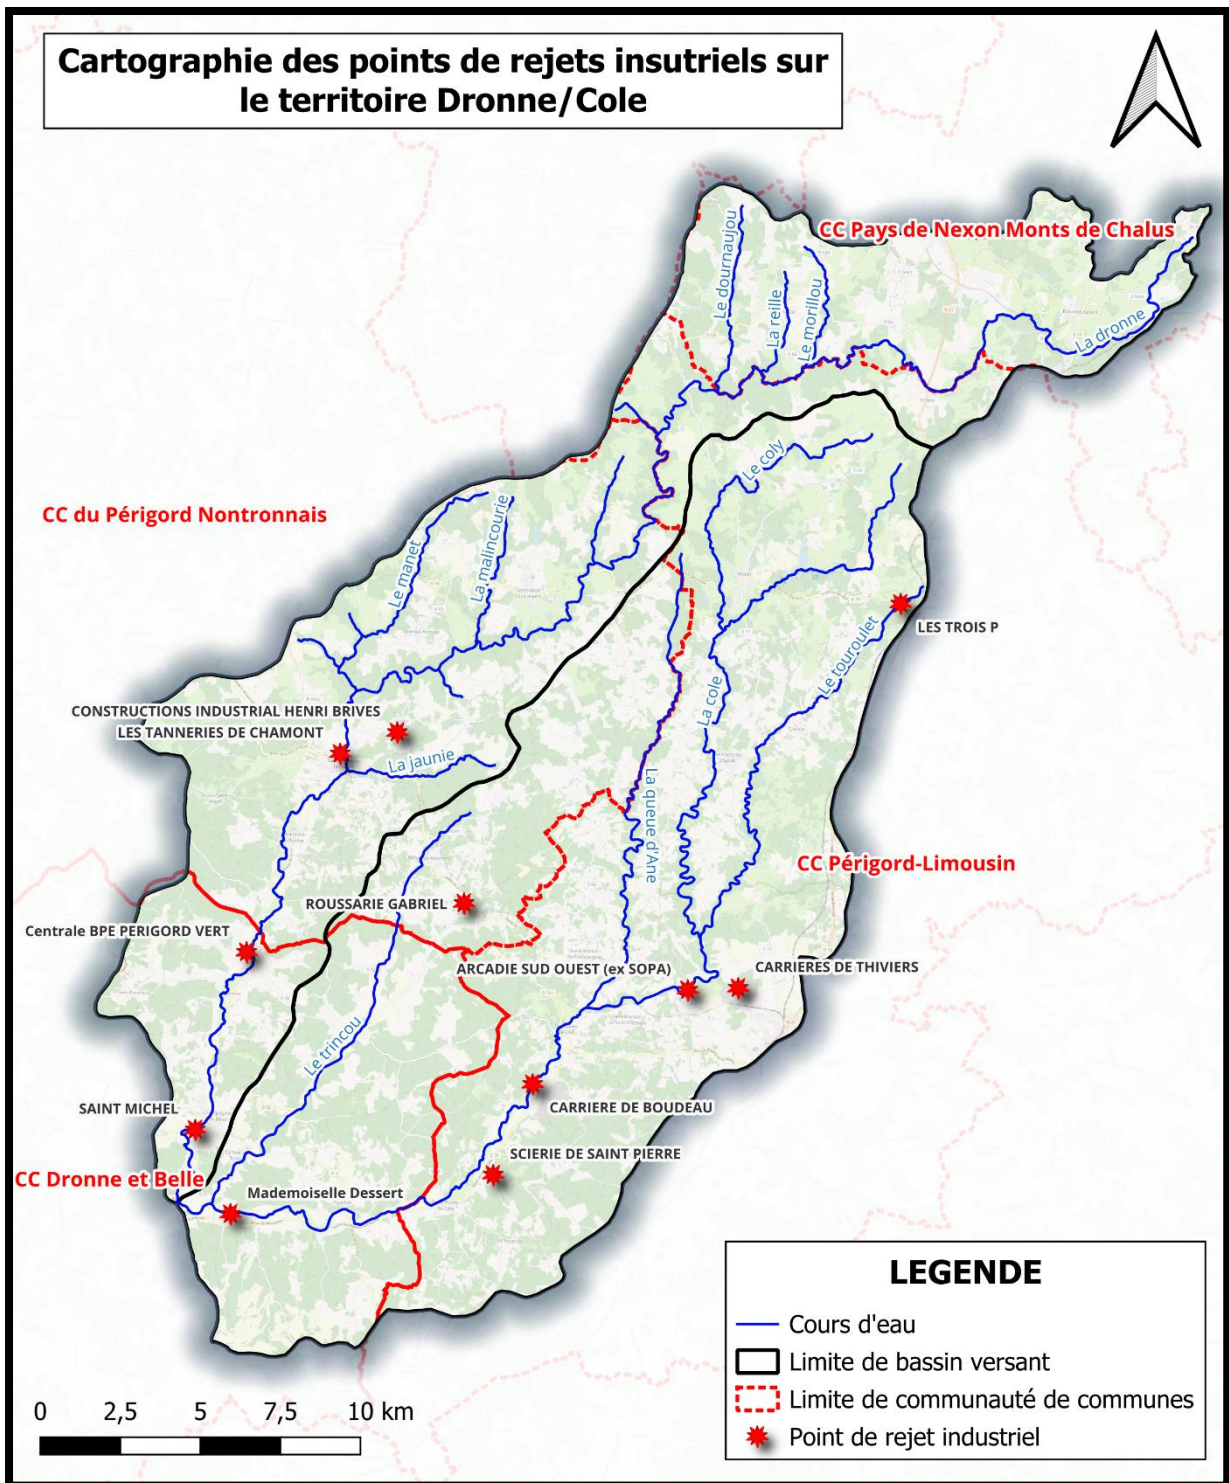 Cartographie des points de rejets insutriels sur
le territoire Dronne/Cole
CC Pays de Nexon Monts de Chalus
Le dournaujou
La reille
Le morillou
La dronne
Le coly
CC du Périgord Nontronnais
Le manet
La malincourie
LES TROIS P
Le touroulet
La cole
CONSTRUCTIONS INDUSTRIAL HENRI BRIVES
LES TANNERIES DE CHAMONT
La jaunie
La queue d'Ane
CC Périgord-Limousin
ROUSSARIE GABRIEL
Centrale BPE PERIGORD VERT
ARCADIE SUD OUEST (ex SOPA)
CARRIERES DE THIVIERS
Le trincou
SAINT MICHEL
CARRIERE DE BOUDEAU
SCIERIE DE SAINT PIERRE
CC Dronne et Belle
Mademoiselle Dessert
LEGENDE
Cours d'eau
Limite de bassin versant
Limite de communauté de communes
Point de rejet industriel
0 2,5 5 7,5 10 km